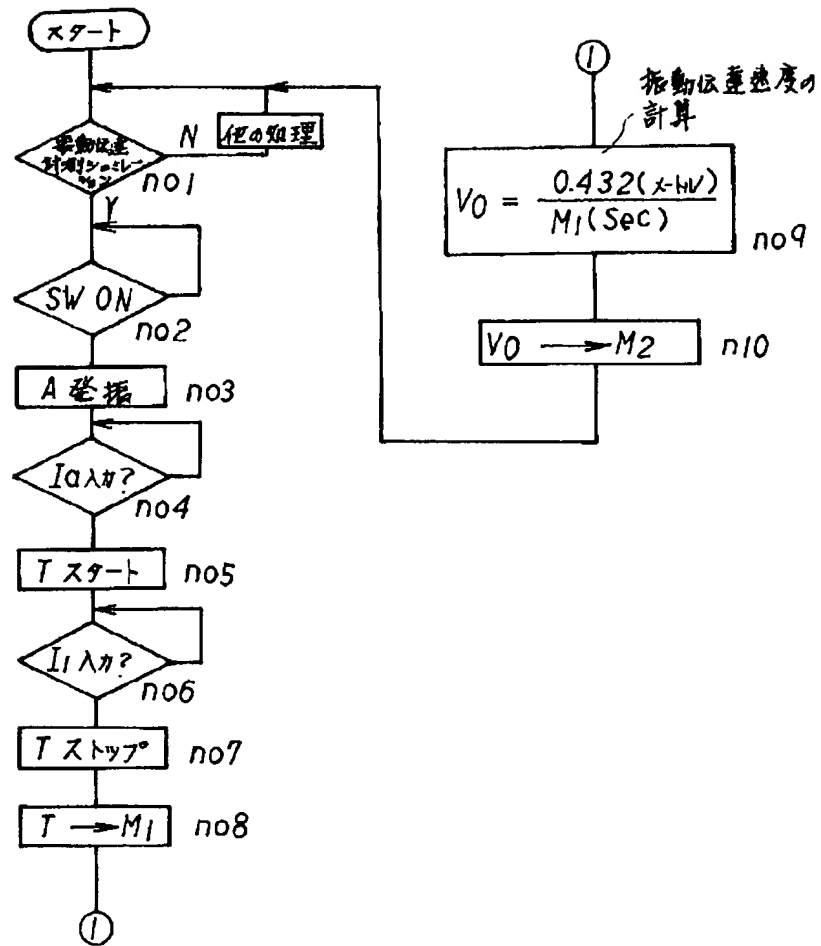 スタート
振動伝達
計測シュミレー
ション
no1
N
他の処理
Y
SW ON
no2
A 発振
no3
Ia入力?
no4
T スタート
no5
I1入力?
no6
T ストップ
no7
T → M1
no8
1
1
振動伝達速度の
計算
V0 = 0.432(メートル)
M1(Sec)
no9
V0 → M2
n10